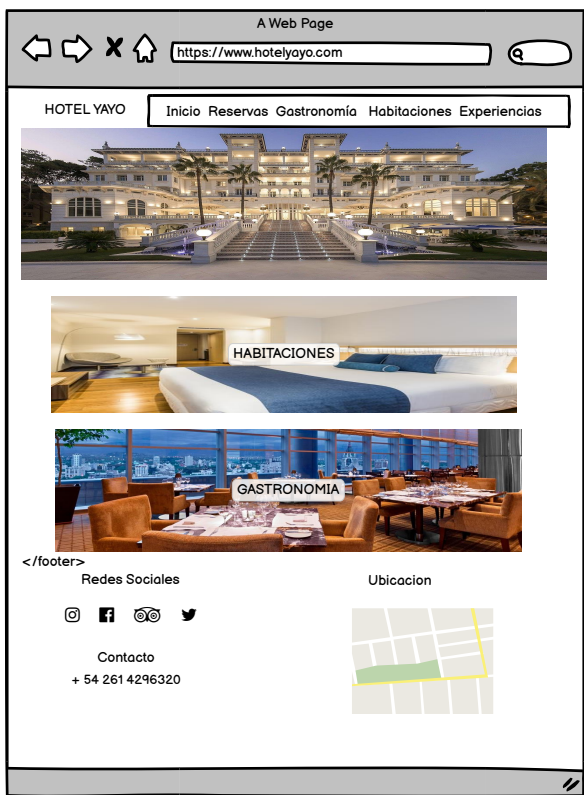 A Web Page
https://www.hotelyayo.com
HOTEL YAYO
Inicio Reservas Gastronomía Habitaciones Experiencias
HABITACIONES
GASTRONOMIA
</footer>
Redes Sociales
Ubicacion
Contacto
+ 54 261 4296320